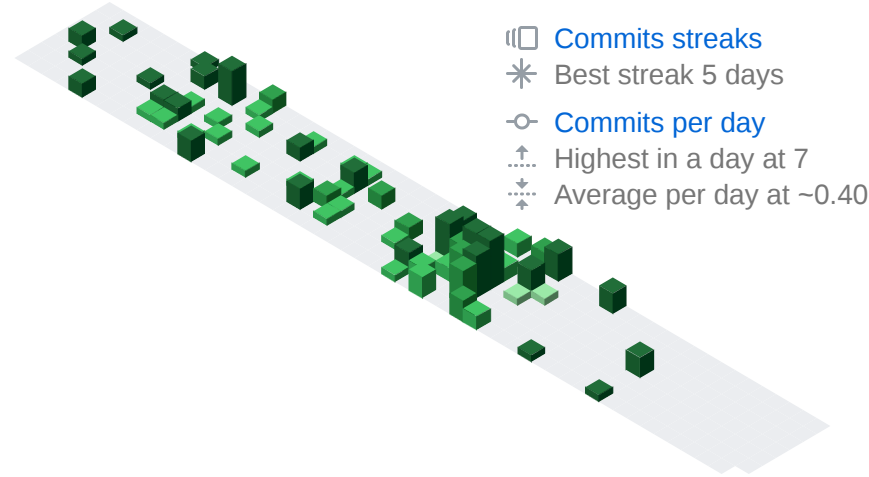 Commits streaks
Best streak 5 days
Commits per day
Highest in a day at 7
Average per day at ~0.40